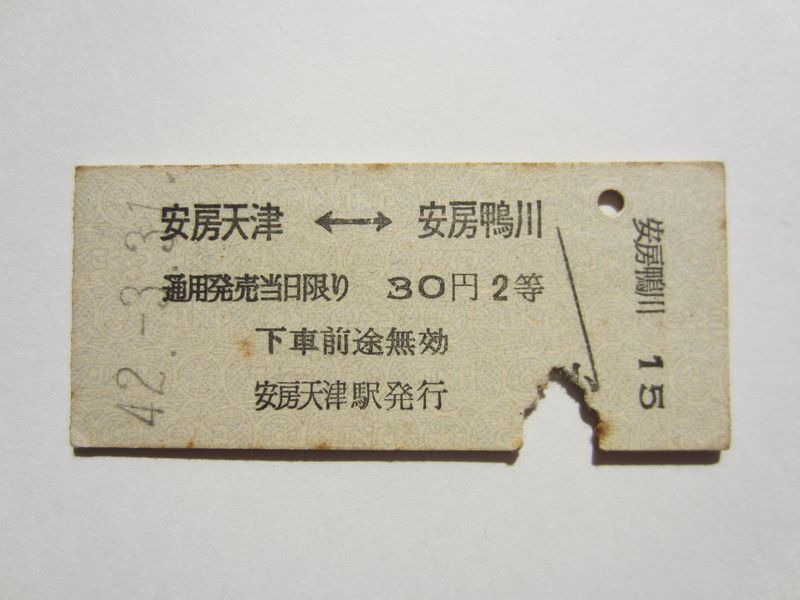 安房天津 ←→ 安房鴨川
通用発売当日限り 30円 2等
下車前途無効
安房天津駅発行
42.-3.31.
安房鴨川 15